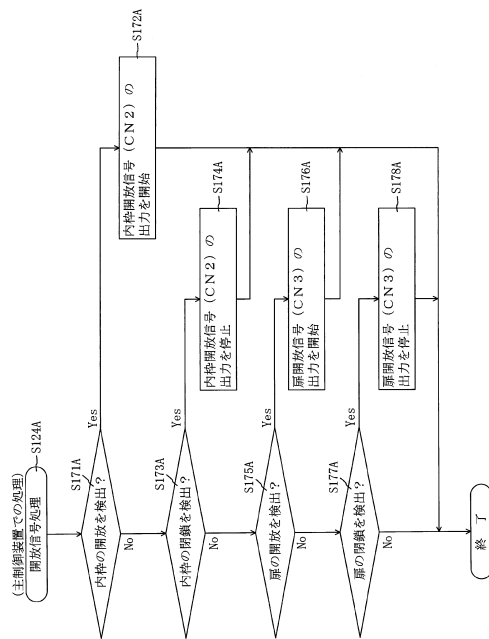 (主制御装置での処理)
開放信号処理
S124A
S171A
内枠の開放を検出?
Yes
No
内枠開放信号(CN2)の
出力を開始
S172A
S173A
内枠の閉鎖を検出?
Yes
No
内枠開放信号(CN2)の
出力を停止
S174A
S175A
扉の開放を検出?
Yes
No
扉開放信号(CN3)の
出力を開始
S176A
S177A
扉の閉鎖を検出?
Yes
No
扉開放信号(CN3)の
出力を停止
S178A
終 了